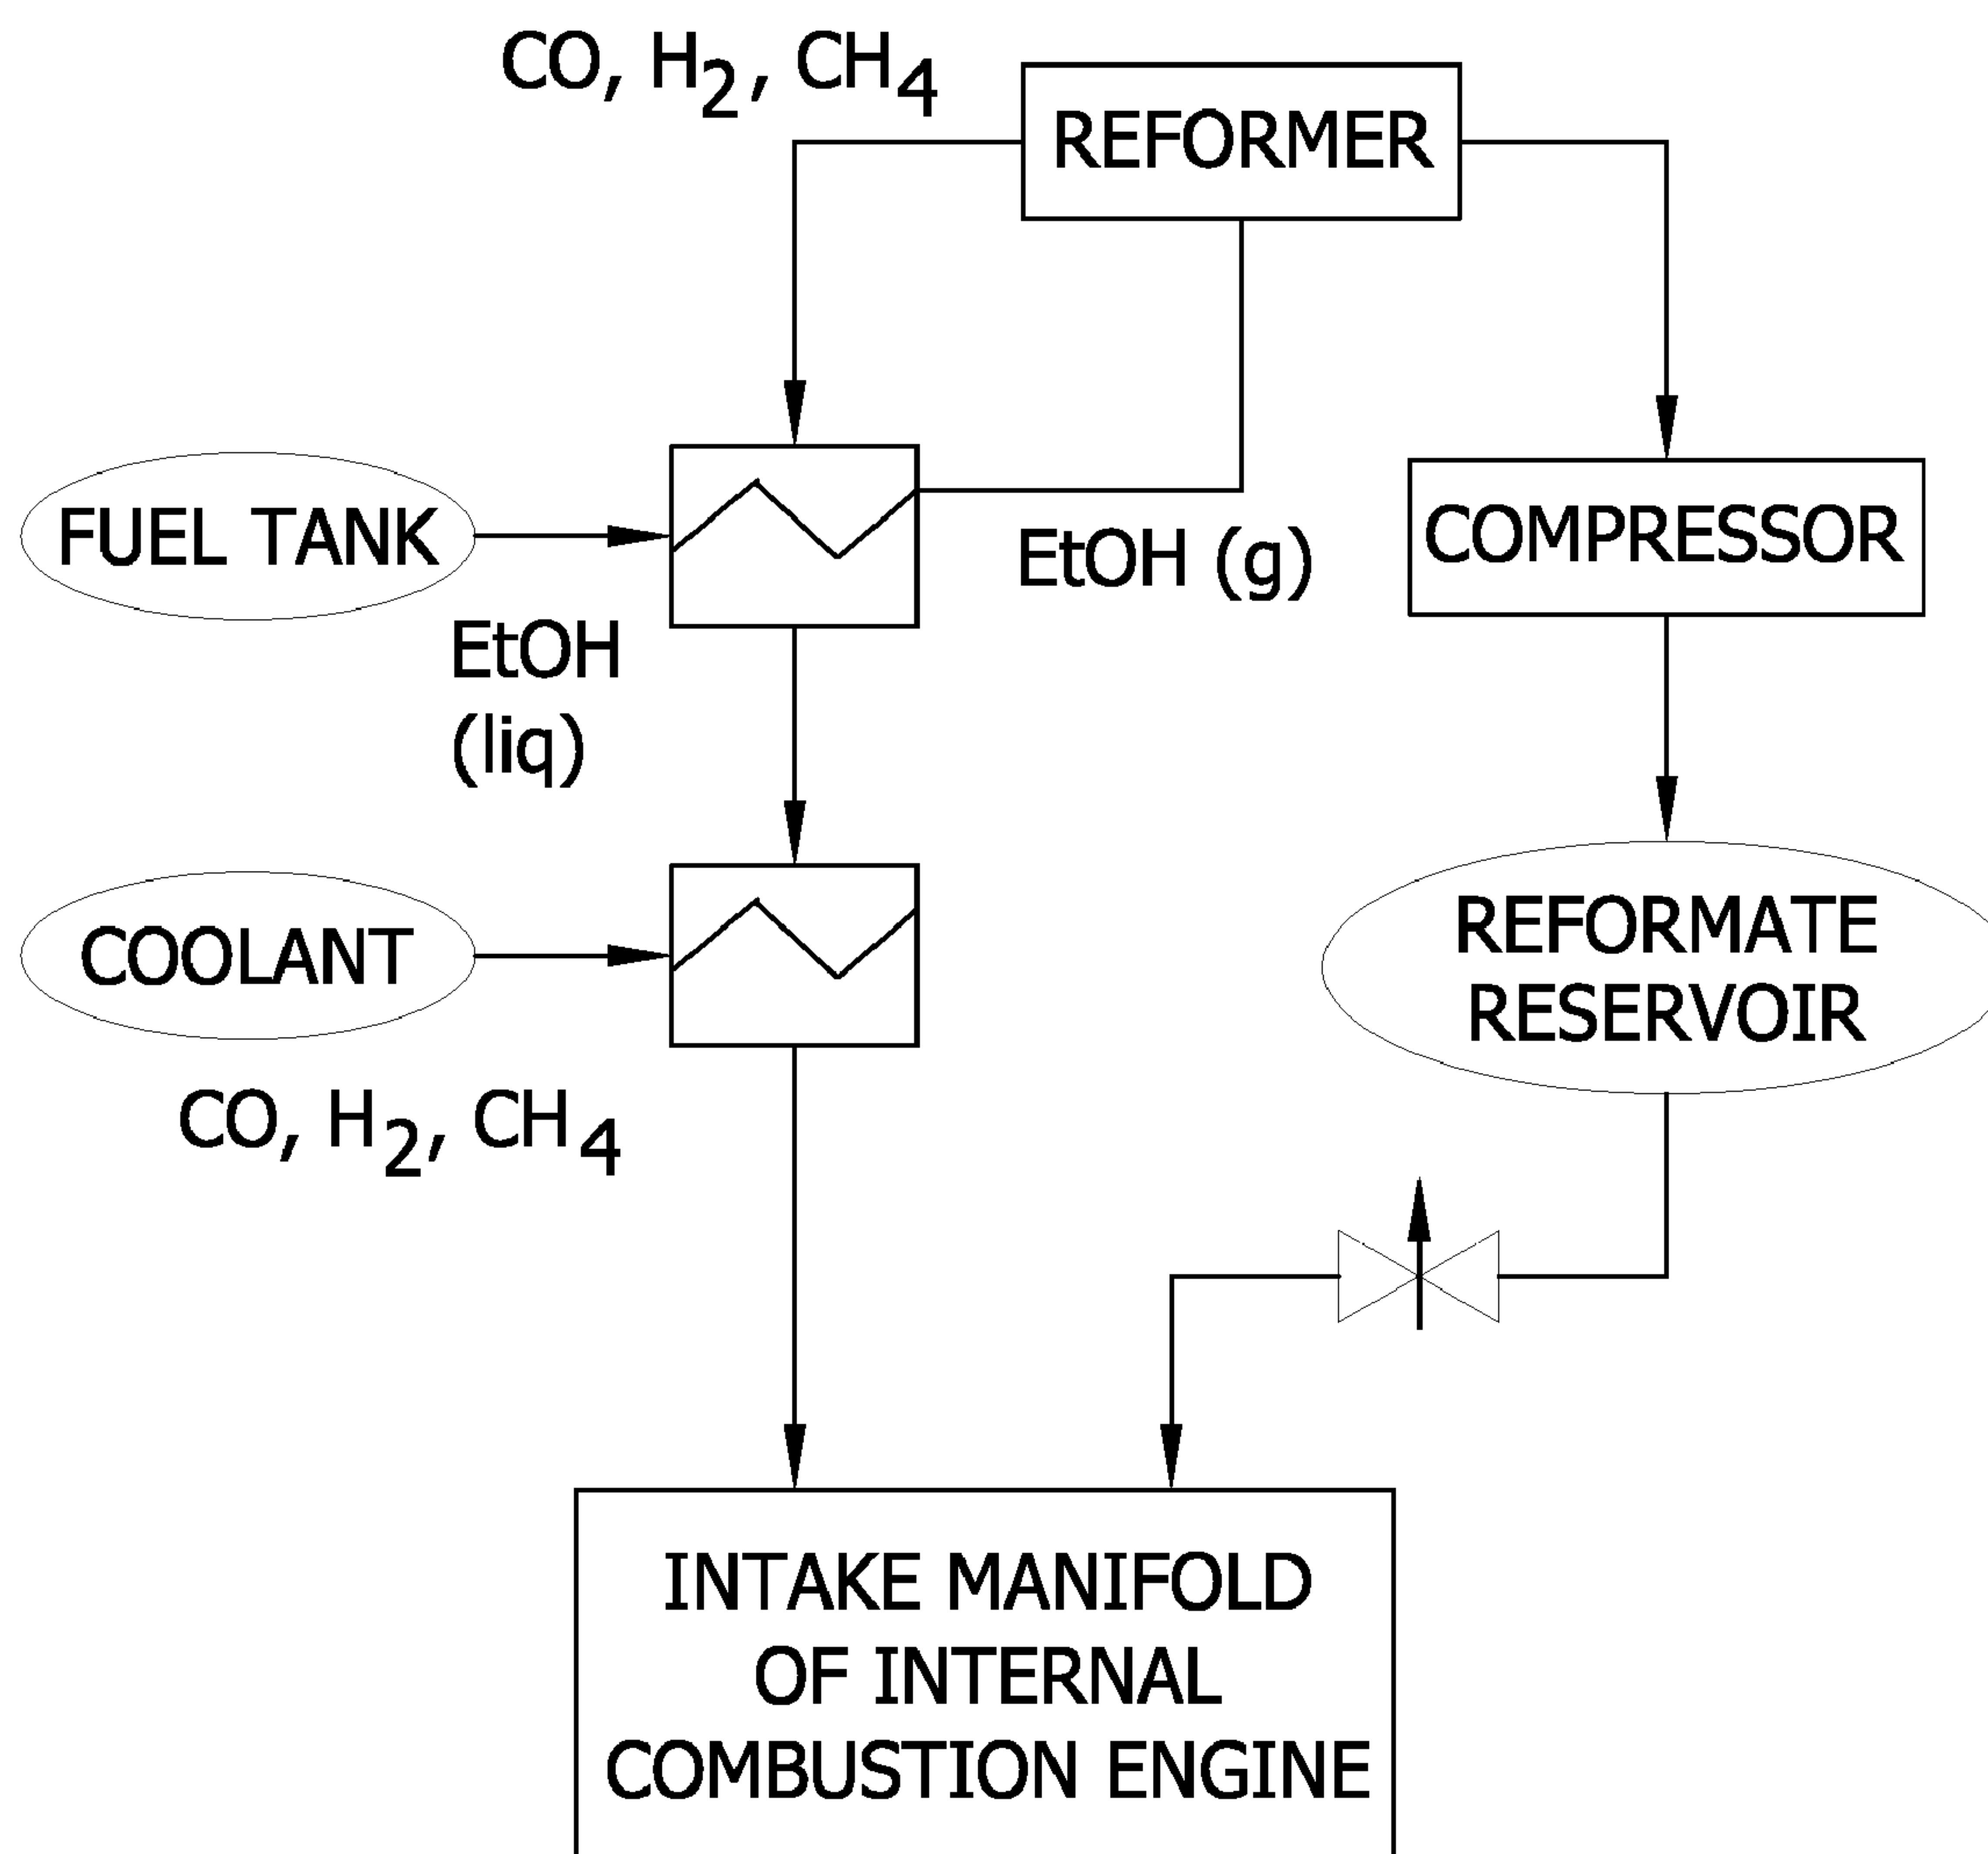 CO, H2, CH4
REFORMER
FUEL TANK
EtOH (g)
COMPRESSOR
EtOH
(liq)
COOLANT
REFORMATE
RESERVOIR
CO, H2, CH4
INTAKE MANIFOLD
OF INTERNAL
COMBUSTION ENGINE